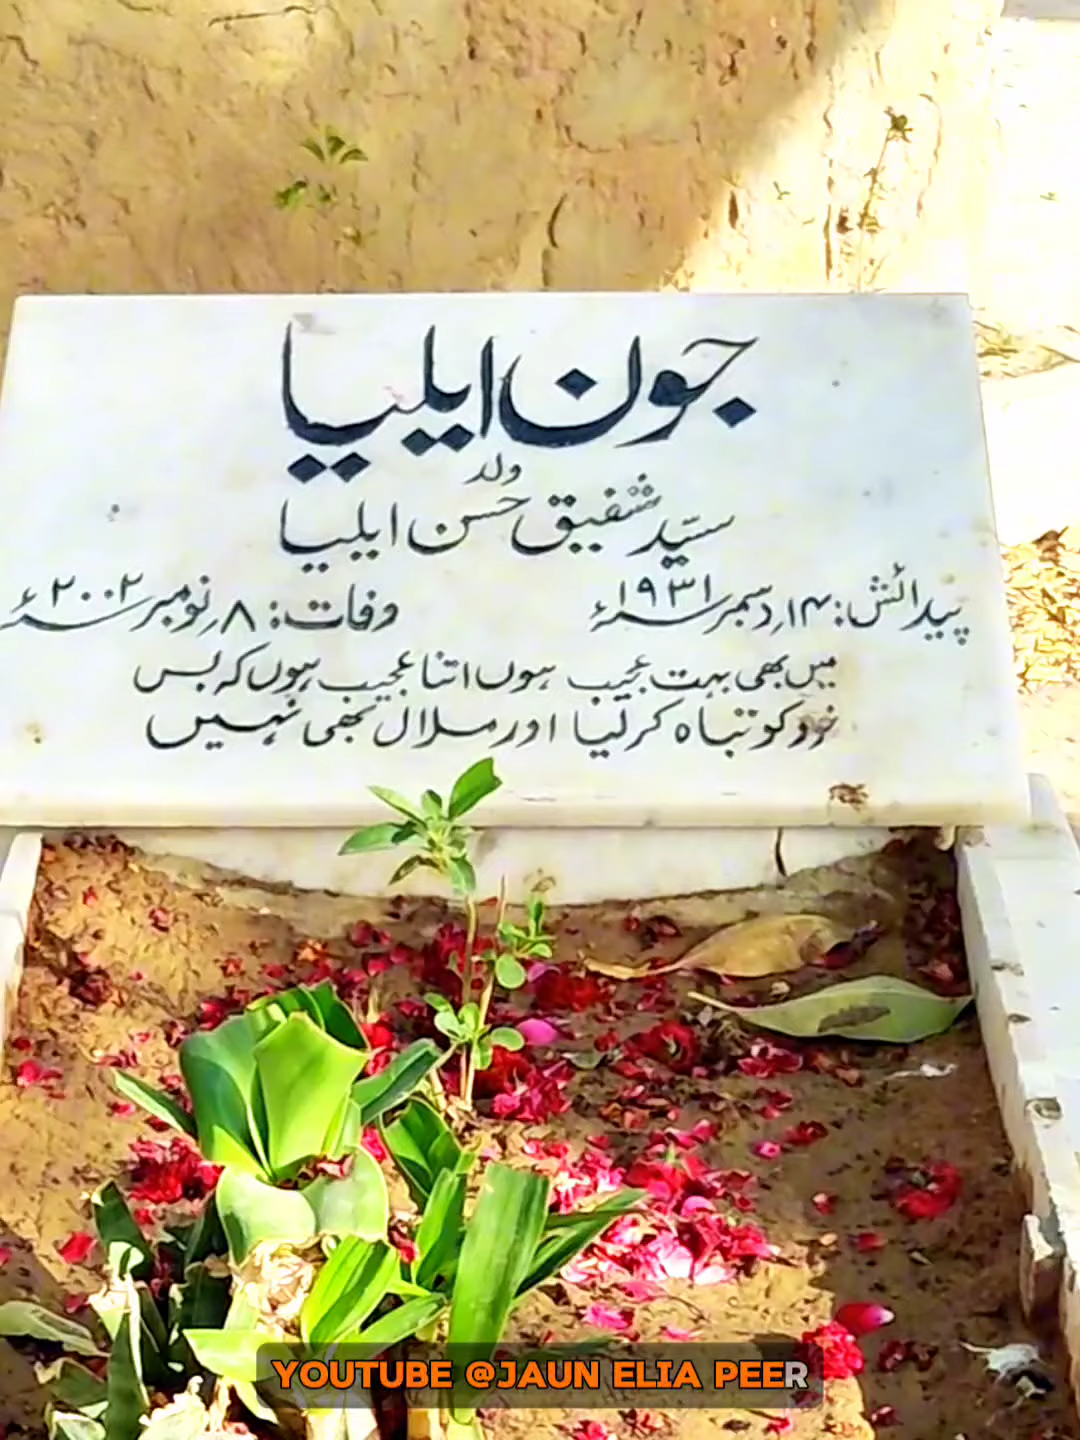 جون ایلیا
ولد
سیّد شفیق حسن ایلیا
پیدائش: ۱۴؍دسمبر ۱۹۳۱ء وفات: ۸؍نومبر ۲۰۰۲ء
میں بھی بہت عجیب ہوں اتنا عجیب ہوں کہ بس
خود کو تباہ کر لیا اور ملال بھی نہیں
YOUTUBE @JAUN ELIA PEER